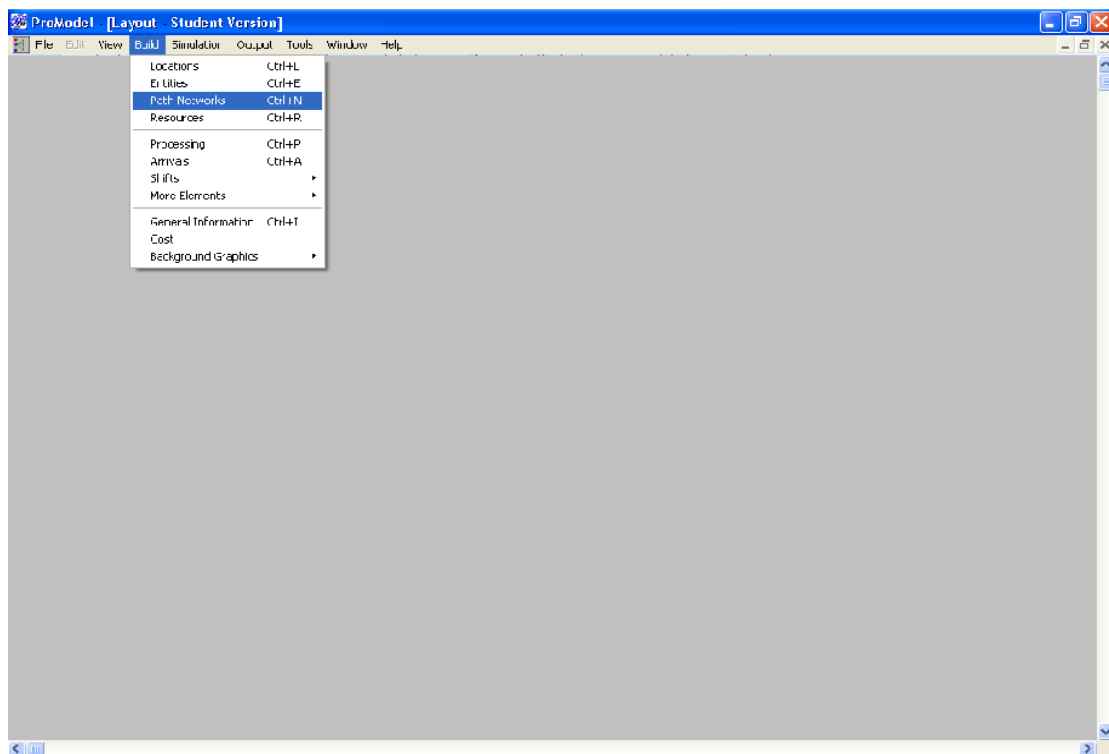 ProModel - [Layout - Student Version]
File Edit View Build Simulation Output Tools Window Help
Locations Ctrl+L
Entities Ctrl+E
Path Networks Ctrl+N
Resources Ctrl+R
Processing Ctrl+P
Arrivals Ctrl+A
Shifts
More Elements
General Information Ctrl+I
Cost
Background Graphics